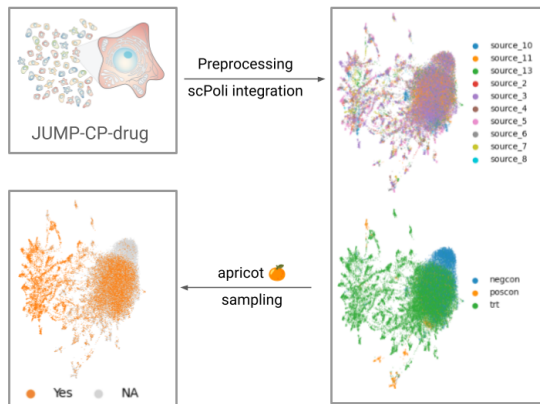 JUMP-CP-drug
Preprocessing
scPoli integration
source_10
source_11
source_13
source_2
source_3
source_4
source_5
source_6
source_7
source_8
negcon
poscon
trt
apricot 🍊
sampling
Yes
NA